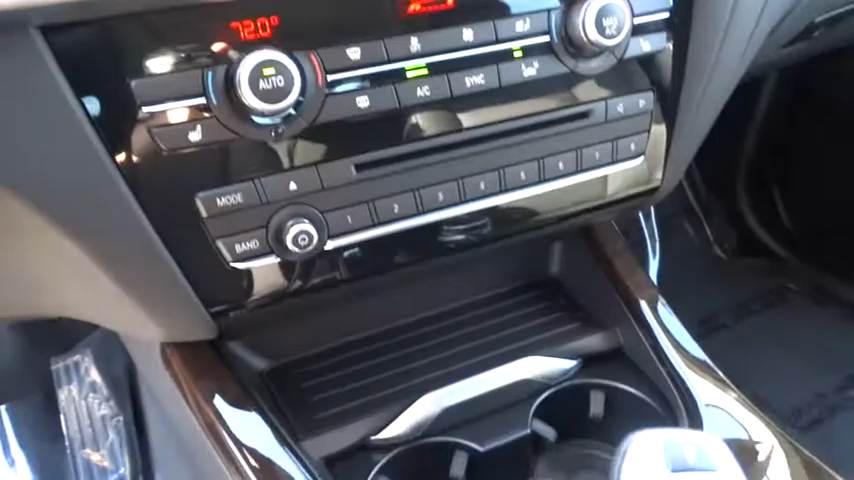 72.0°
AUTO
MAX
A/C
A/C
SYNC
MODE
BAND
1 2 3 4 5 6 7 8